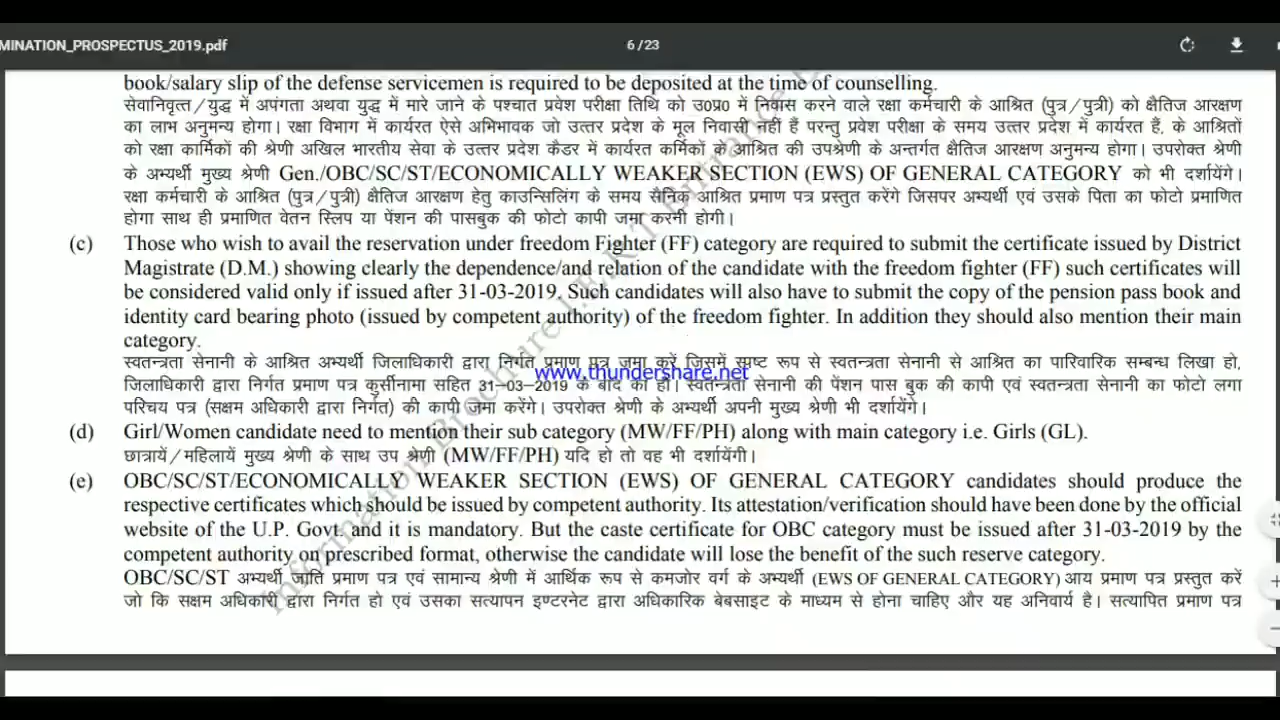 MINATION_PROSPECTUS_2019.pdf
6 / 23
book/salary slip of the defense servicemen is required to be deposited at the time of counselling.
सेवानिवृत्त/युद्ध में अपंगता अथवा युद्ध में मारे जाने के पश्चात प्रवेश परीक्षा तिथि को उ0प्र0 में निवास करने वाले रक्षा कर्मचारी के आश्रित (पुत्र/पुत्री) को क्षैतिज आरक्षण
का लाभ अनुमन्य होगा। रक्षा विभाग में कार्यरत ऐसे अभिभावक जो उत्तर प्रदेश के मूल निवासी नहीं हैं परन्तु प्रवेश परीक्षा के समय उत्तर प्रदेश में कार्यरत हैं, के आश्रितों
को रक्षा कार्मिकों की श्रेणी अखिल भारतीय सेवा के उत्तर प्रदेश कैडर में कार्यरत कर्मिकों के आश्रित की उपश्रेणी के अन्तर्गत क्षैतिज आरक्षण अनुमन्य होगा। उपरोक्त श्रेणी
के अभ्यर्थी मुख्य श्रेणी Gen./OBC/SC/ST/ECONOMICALLY WEAKER SECTION (EWS) OF GENERAL CATEGORY को भी दर्शायेंगे।
रक्षा कर्मचारी के आश्रित (पुत्र/पुत्री) क्षैतिज आरक्षण हेतु काउन्सिलिंग के समय सैनिक आश्रित प्रमाण पत्र प्रस्तुत करेंगे जिसपर अभ्यर्थी एवं उसके पिता का फोटो प्रमाणित
होगा साथ ही प्रमाणित वेतन स्लिप या पेंशन की पासबुक की फोटो कापी जमा करनी होगी।
(c) Those who wish to avail the reservation under freedom Fighter (FF) category are required to submit the certificate issued by District
Magistrate (D.M.) showing clearly the dependence/and relation of the candidate with the freedom fighter (FF) such certificates will
be considered valid only if issued after 31-03-2019. Such candidates will also have to submit the copy of the pension pass book and
identity card bearing photo (issued by competent authority) of the freedom fighter. In addition they should also mention their main
category.
स्वतन्त्रता सेनानी के आश्रित अभ्यर्थी जिलाधिकारी द्वारा निर्गत प्रमाण पत्र जमा करें जिसमें स्पष्ट रूप से स्वतन्त्रता सेनानी से आश्रित का पारिवारिक सम्बन्ध लिखा हो,
www.thundershare.net
जिलाधिकारी द्वारा निर्गत प्रमाण पत्र कुर्सीनामा सहित 31-03-2019 के बाद का हो। स्वतन्त्रता सेनानी की पेंशन पास बुक की कापी एवं स्वतन्त्रता सेनानी का फोटो लगा
परिचय पत्र (सक्षम अधिकारी द्वारा निर्गत) की कापी जमा करेंगे। उपरोक्त श्रेणी के अभ्यर्थी अपनी मुख्य श्रेणी भी दर्शायेंगे।
(d) Girl/Women candidate need to mention their sub category (MW/FF/PH) along with main category i.e. Girls (GL).
छात्रायें/महिलायें मुख्य श्रेणी के साथ उप श्रेणी (MW/FF/PH) यदि हो तो वह भी दर्शायेंगी।
(e) OBC/SC/ST/ECONOMICALLY WEAKER SECTION (EWS) OF GENERAL CATEGORY candidates should produce the
respective certificates which should be issued by competent authority. Its attestation/verification should have been done by the official
website of the U.P. Govt. and it is mandatory. But the caste certificate for OBC category must be issued after 31-03-2019 by the
competent authority on prescribed format, otherwise the candidate will lose the benefit of the such reserve category.
OBC/SC/ST अभ्यर्थी जाति प्रमाण पत्र एवं सामान्य श्रेणी में आर्थिक रूप से कमजोर वर्ग के अभ्यर्थी (EWS OF GENERAL CATEGORY) आय प्रमाण पत्र प्रस्तुत करें
जो कि सक्षम अधिकारी द्वारा निर्गत हो एवं उसका सत्यापन इण्टरनेट द्वारा अधिकारिक बेबसाइट के माध्यम से होना चाहिए और यह अनिवार्य है। सत्यापित प्रमाण पत्र